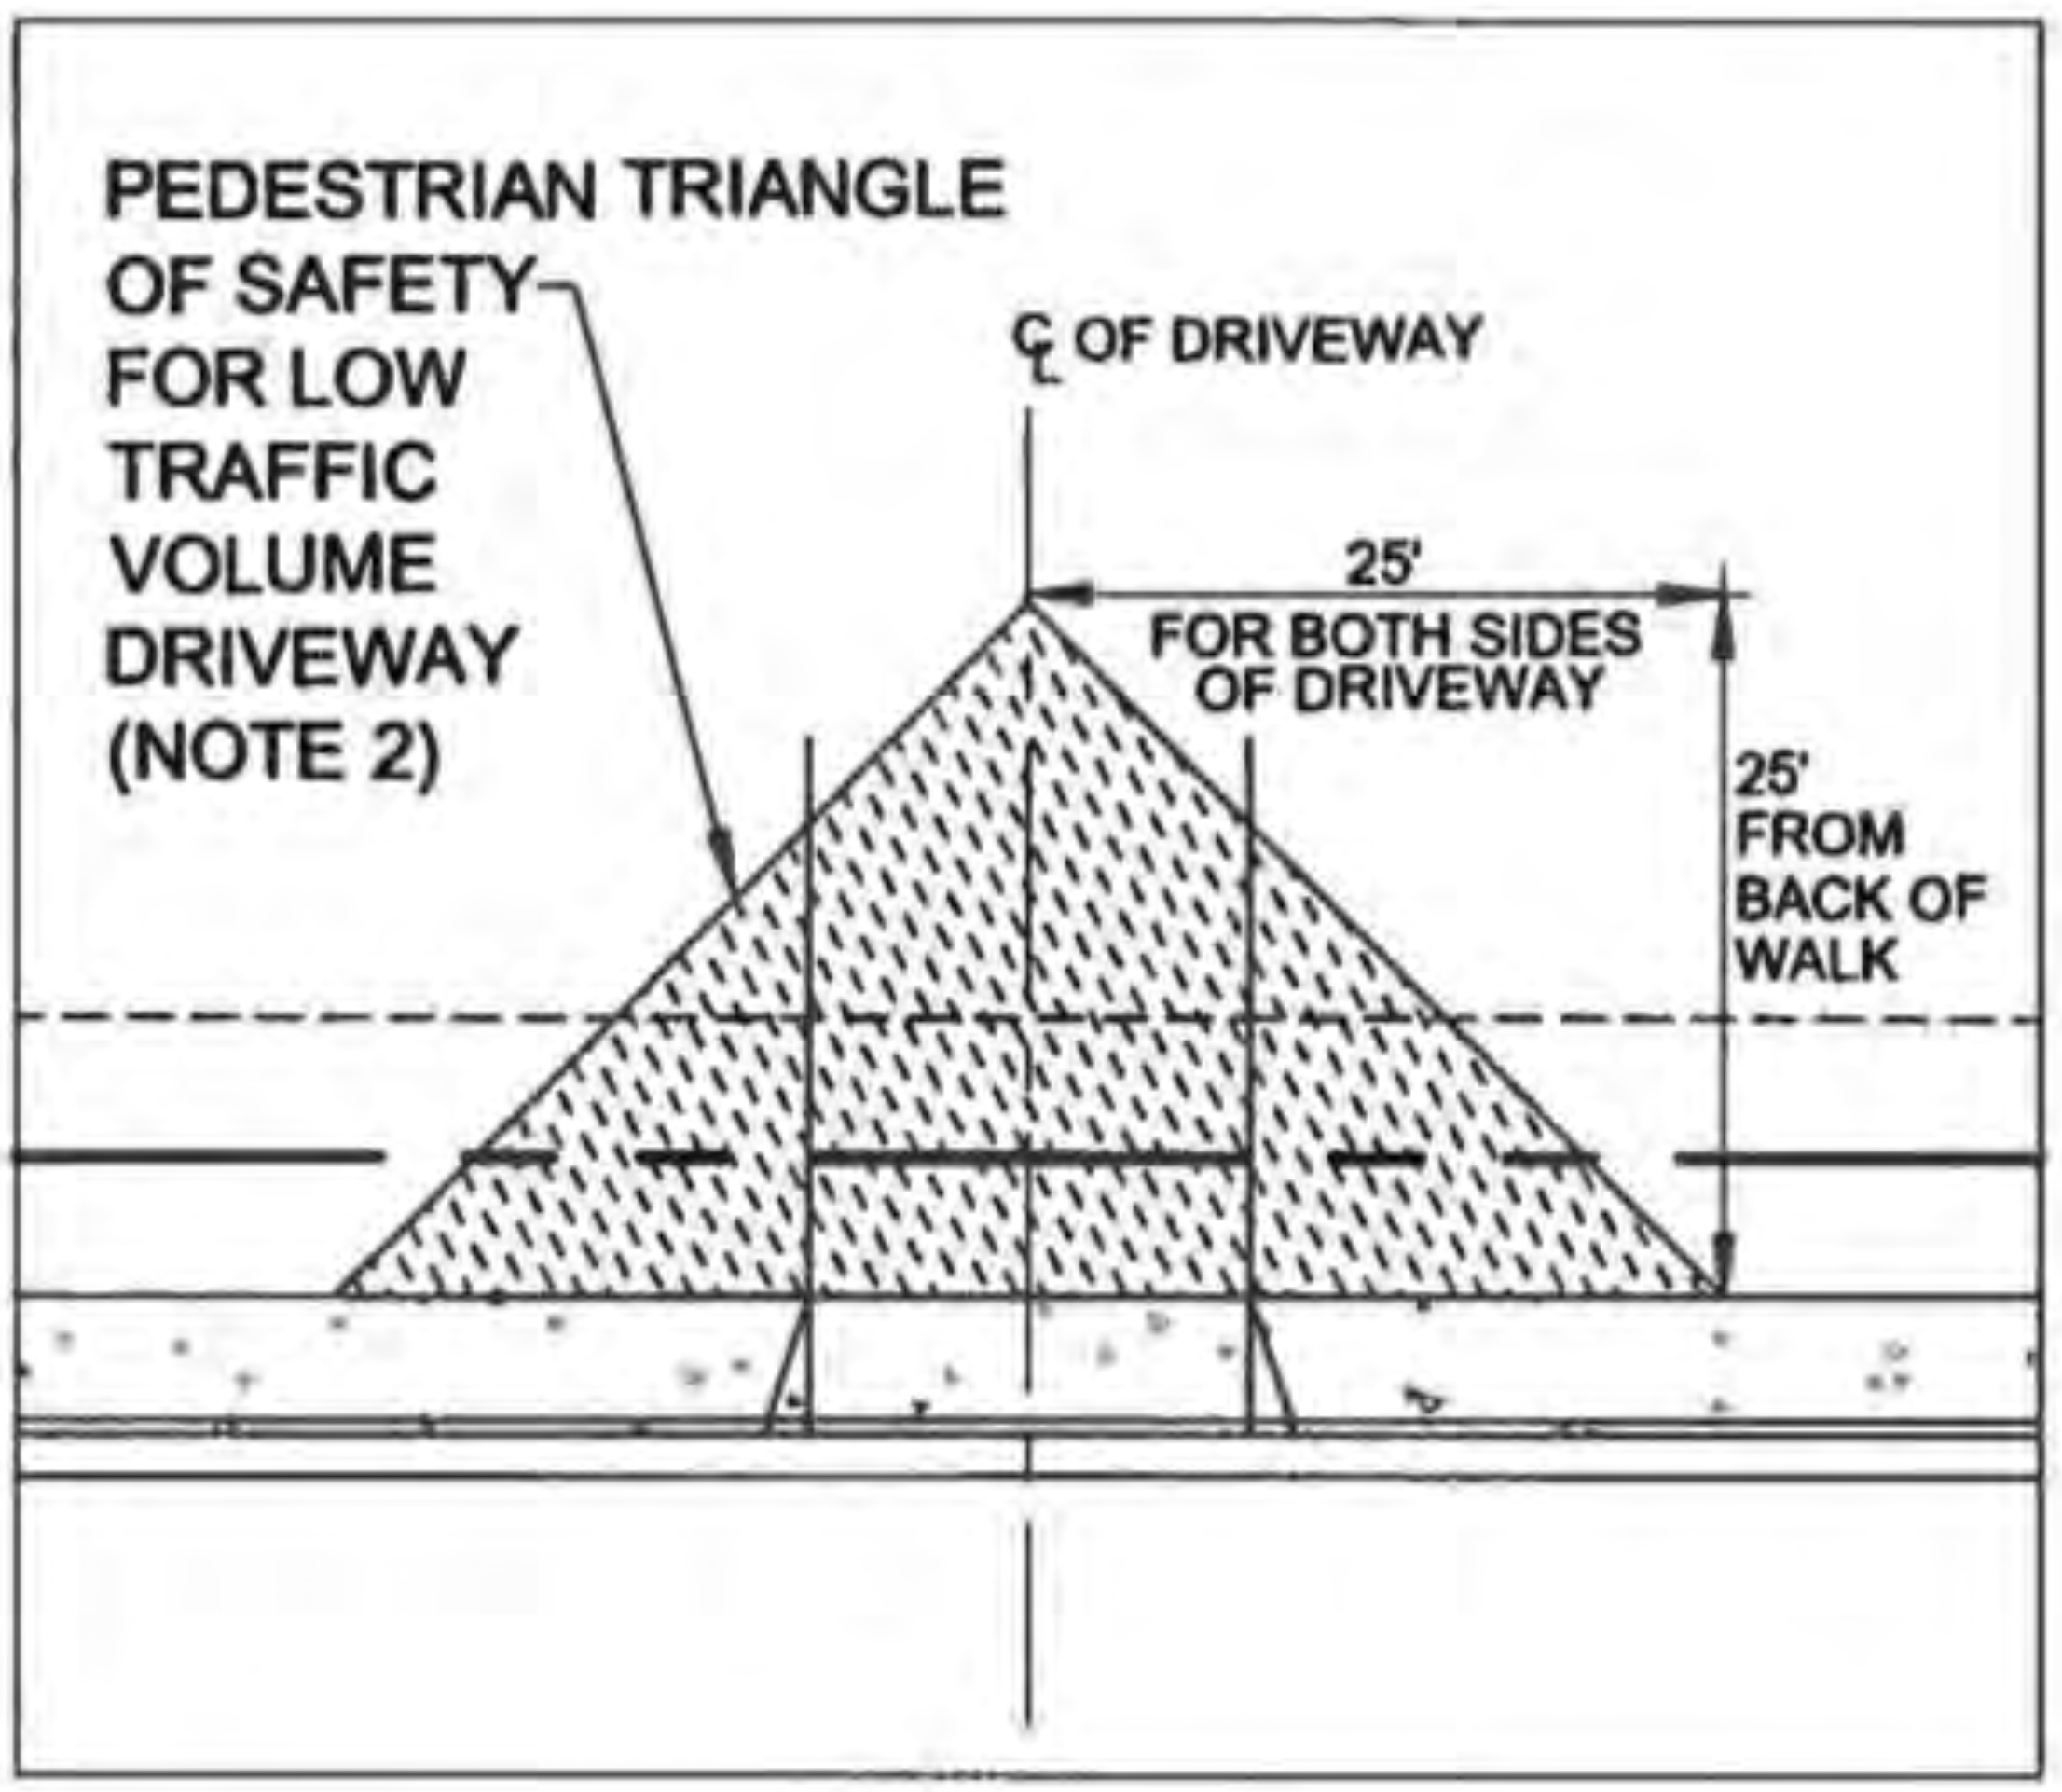 PEDESTRIAN TRIANGLE
OF SAFETY
FOR LOW
TRAFFIC
VOLUME
DRIVEWAY
(NOTE 2)
℄ OF DRIVEWAY
25'
FOR BOTH SIDES
OF DRIVEWAY
25'
FROM
BACK OF
WALK